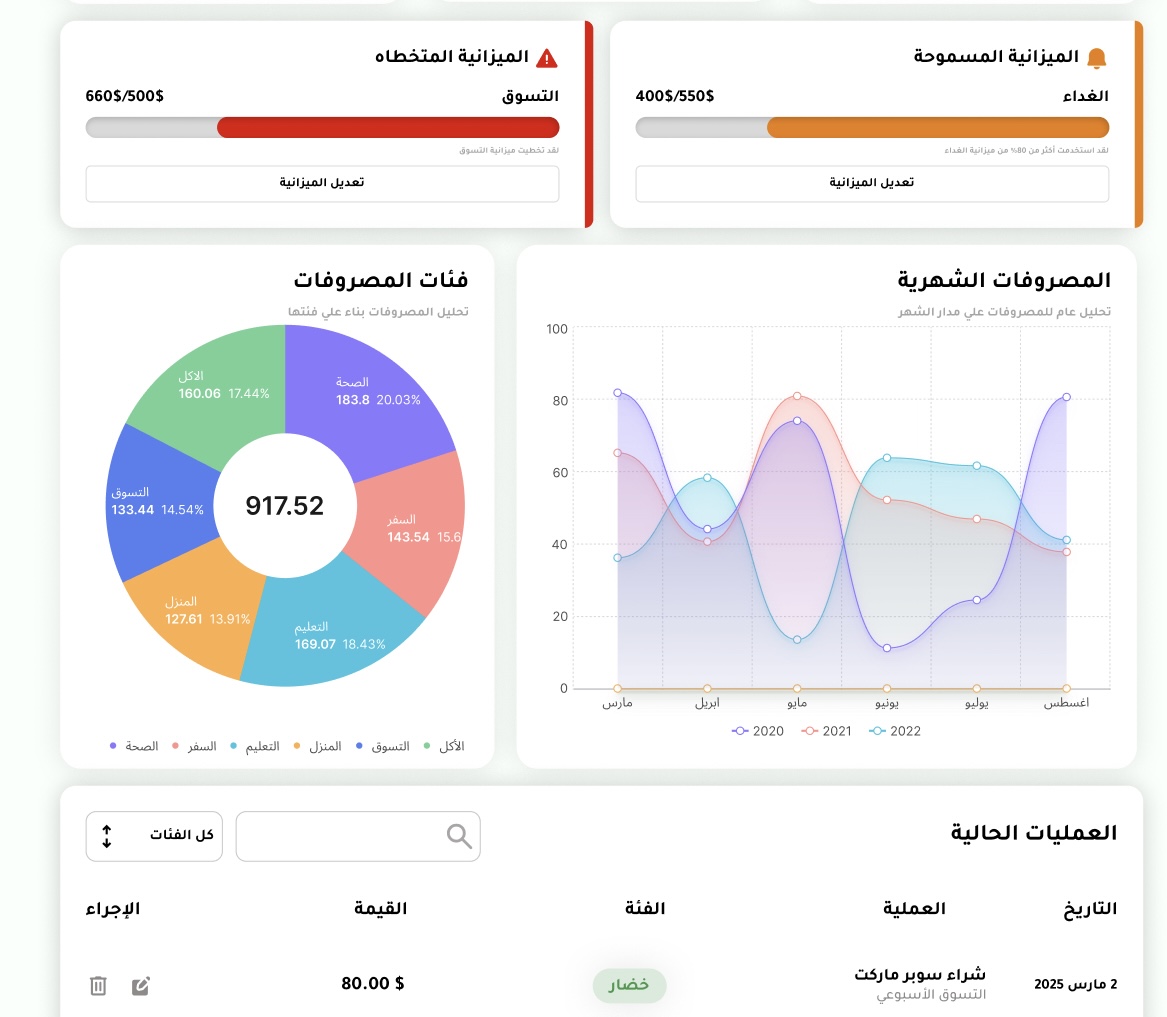 الميزانية المسموحة
الغداء
400$/550$
لقد استخدمت أكثر من 80% من ميزانية الغداء
تعديل الميزانية
الميزانية المتخطاه
التسوق
660$/500$
لقد تخطيت ميزانية التسوق
تعديل الميزانية
المصروفات الشهرية
تحليل عام للمصروفات علي مدار الشهر
100
80
60
40
20
0
مارس
ابريل
مايو
يونيو
يوليو
اغسطس
2020
2021
2022
فئات المصروفات
تحليل المصروفات بناء علي فئتها
الصحة
183.8 20.03%
السفر
143.54 15.6
التعليم
169.07 18.43%
المنزل
127.61 13.91%
التسوق
133.44 14.54%
الاكل
160.06 17.44%
917.52
الأكل التسوق المنزل التعليم السفر الصحة
العمليات الحالية
كل الفئات
التاريخ العملية الفئة القيمة الإجراء
2 مارس 2025
شراء سوبر ماركت
التسوق الأسبوعي
خضار
80.00 $